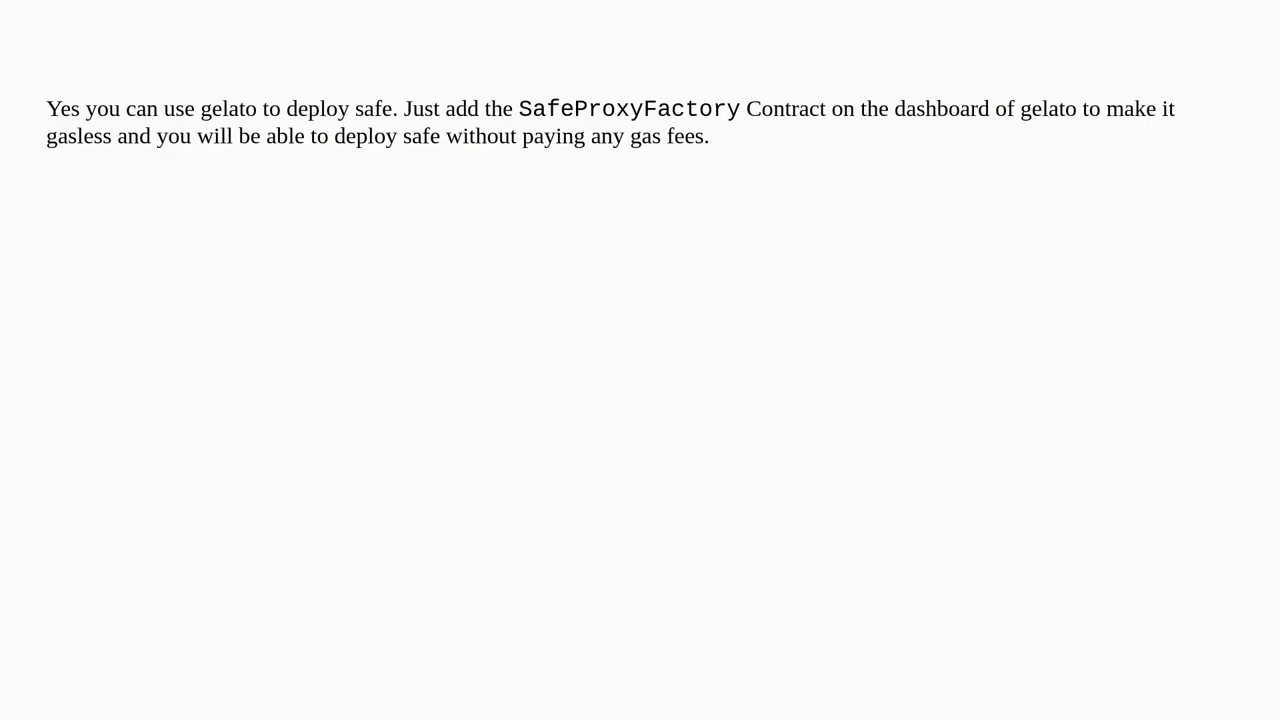 Yes you can use gelato to deploy safe. Just add the SafeProxyFactory Contract on the dashboard of gelato to make it
gasless and you will be able to deploy safe without paying any gas fees.